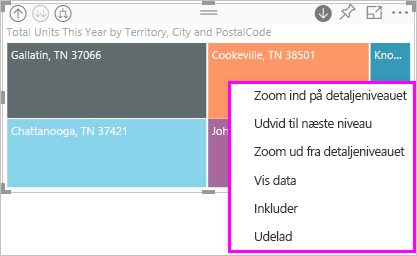 Total Units This Year by Territory, City and PostalCode
Gallatin, TN 37066
Cookeville, TN 38501
Kno...
Chattanooga, TN 37421
Joh
Zoom ind på detaljeniveauet
Udvid til næste niveau
Zoom ud fra detaljeniveauet
Vis data
Inkluder
Udelad